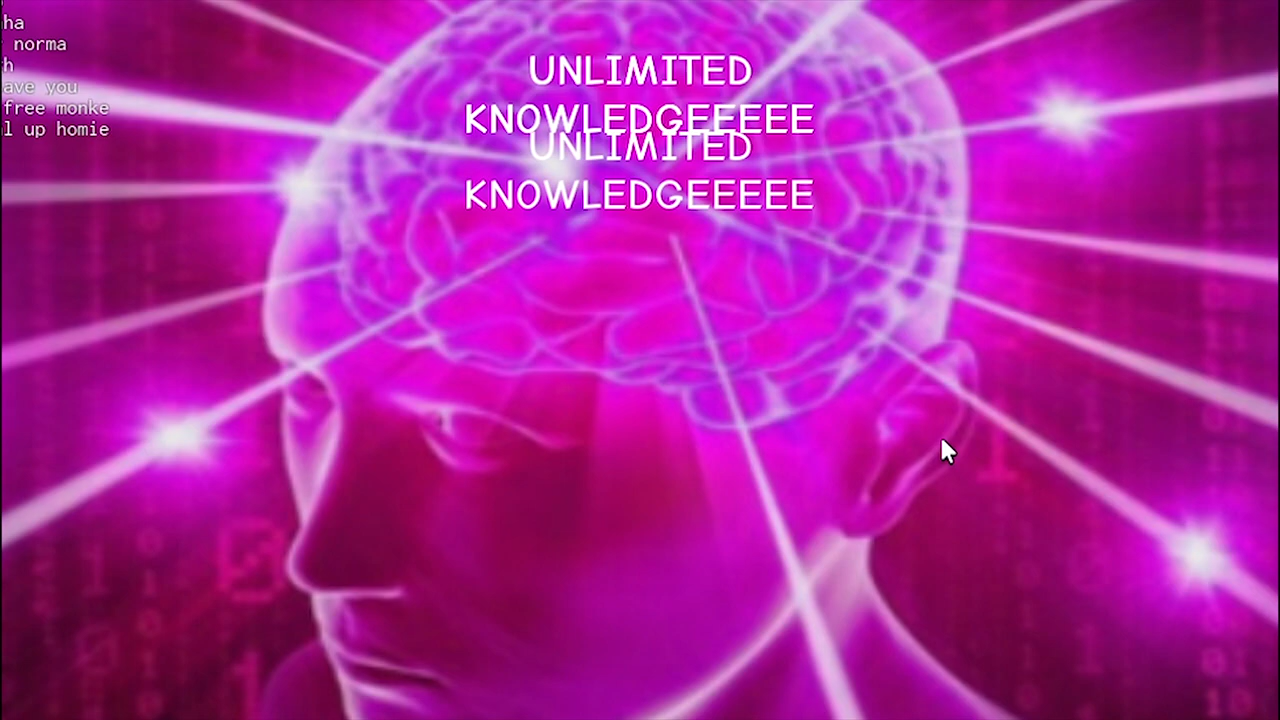 ha
norma
h
ave you
free monke
l up homie
UNLIMITED
KNOWLEDGEEEEE
UNLIMITED
KNOWLEDGEEEEE